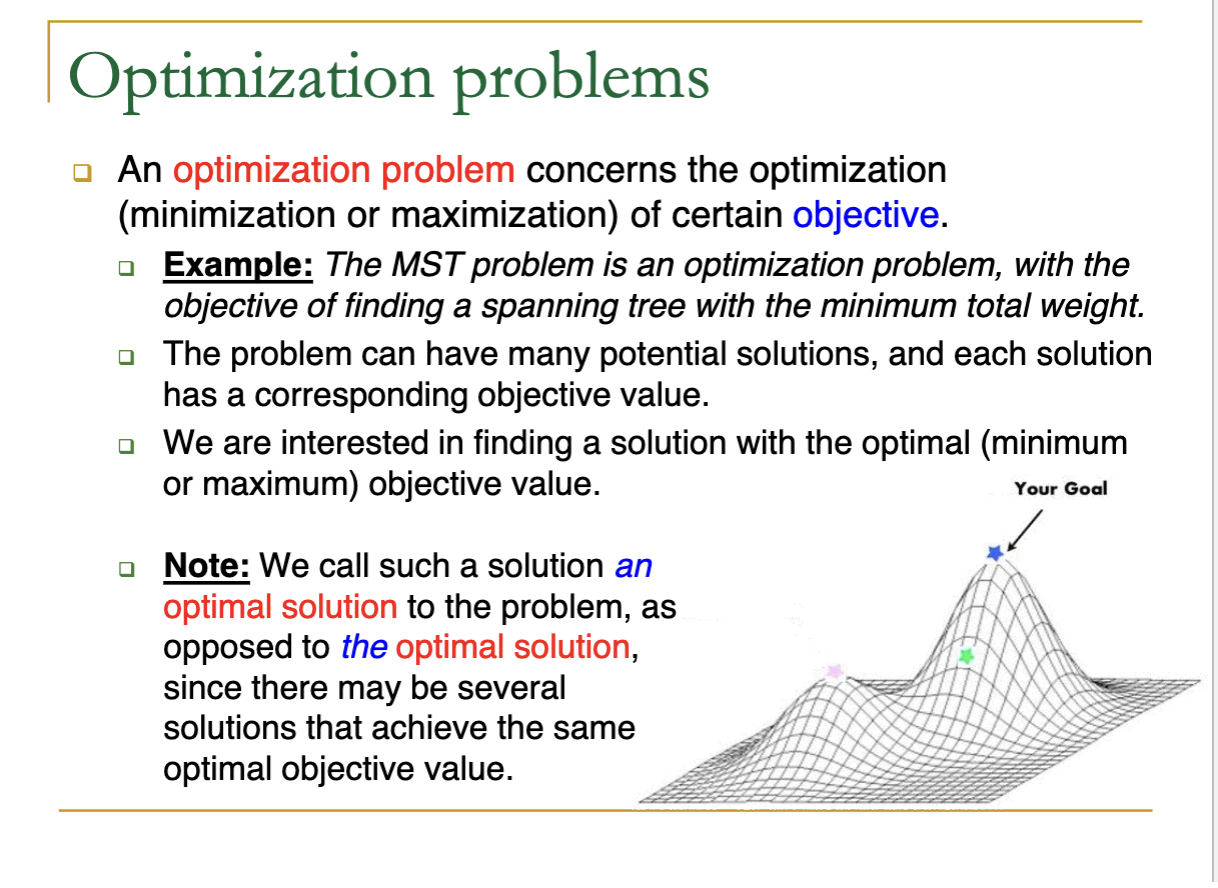 Optimization problems
An optimization problem concerns the optimization
(minimization or maximization) of certain objective.
Example: The MST problem is an optimization problem, with the
objective of finding a spanning tree with the minimum total weight.
The problem can have many potential solutions, and each solution
has a corresponding objective value.
We are interested in finding a solution with the optimal (minimum
or maximum) objective value.
Your Goal
Note: We call such a solution an
optimal solution to the problem, as
opposed to the optimal solution,
since there may be several
solutions that achieve the same
optimal objective value.